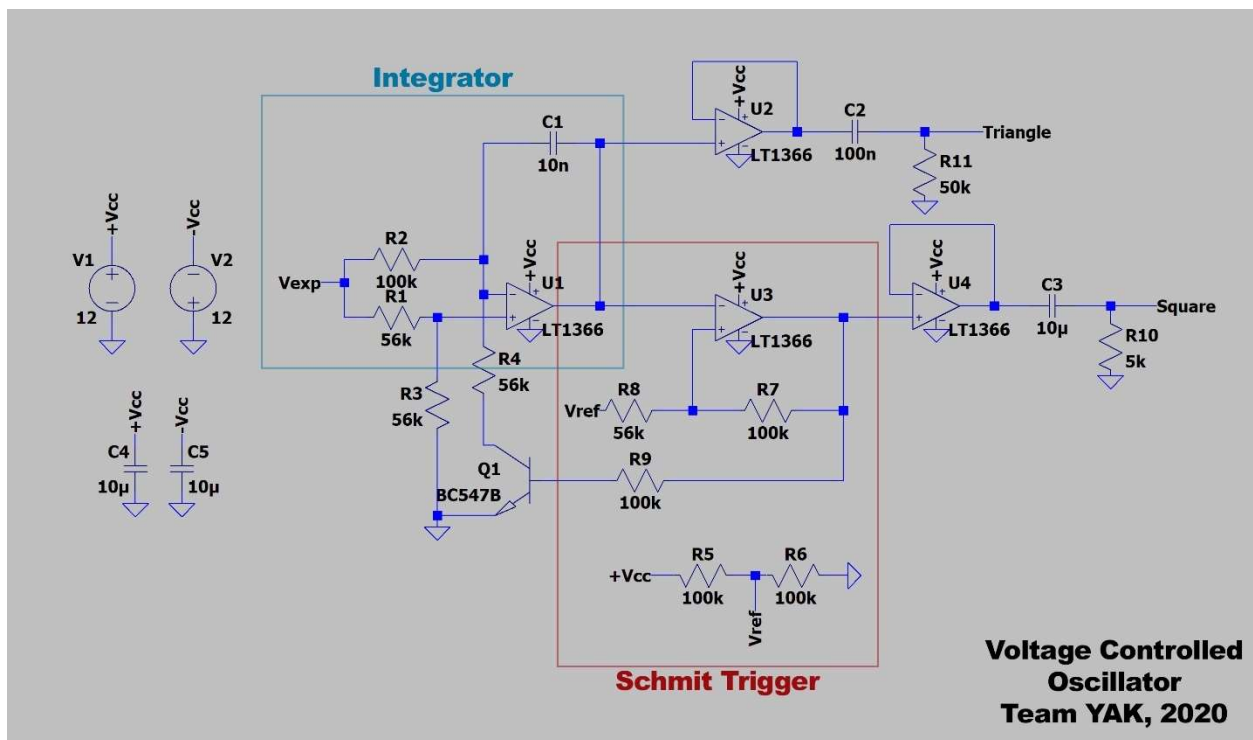 Integrator
+Vcc
U2
LT1366
C1
10n
C2
100n
Triangle
R11
50k
+Vcc
V1
12
-Vcc
V2
12
Vexp
R2
100k
R1
56k
+Vcc
U1
LT1366
+Vcc
U3
LT1366
+Vcc
U4
LT1366
C3
10µ
Square
R10
5k
R3
56k
R4
56k
Vref
R8
56k
R7
100k
+Vcc
C4
10µ
-Vcc
C5
10µ
Q1
BC547B
R9
100k
+Vcc
R5
100k
R6
100k
Vref
Schmit Trigger
Voltage Controlled
Oscillator
Team YAK, 2020